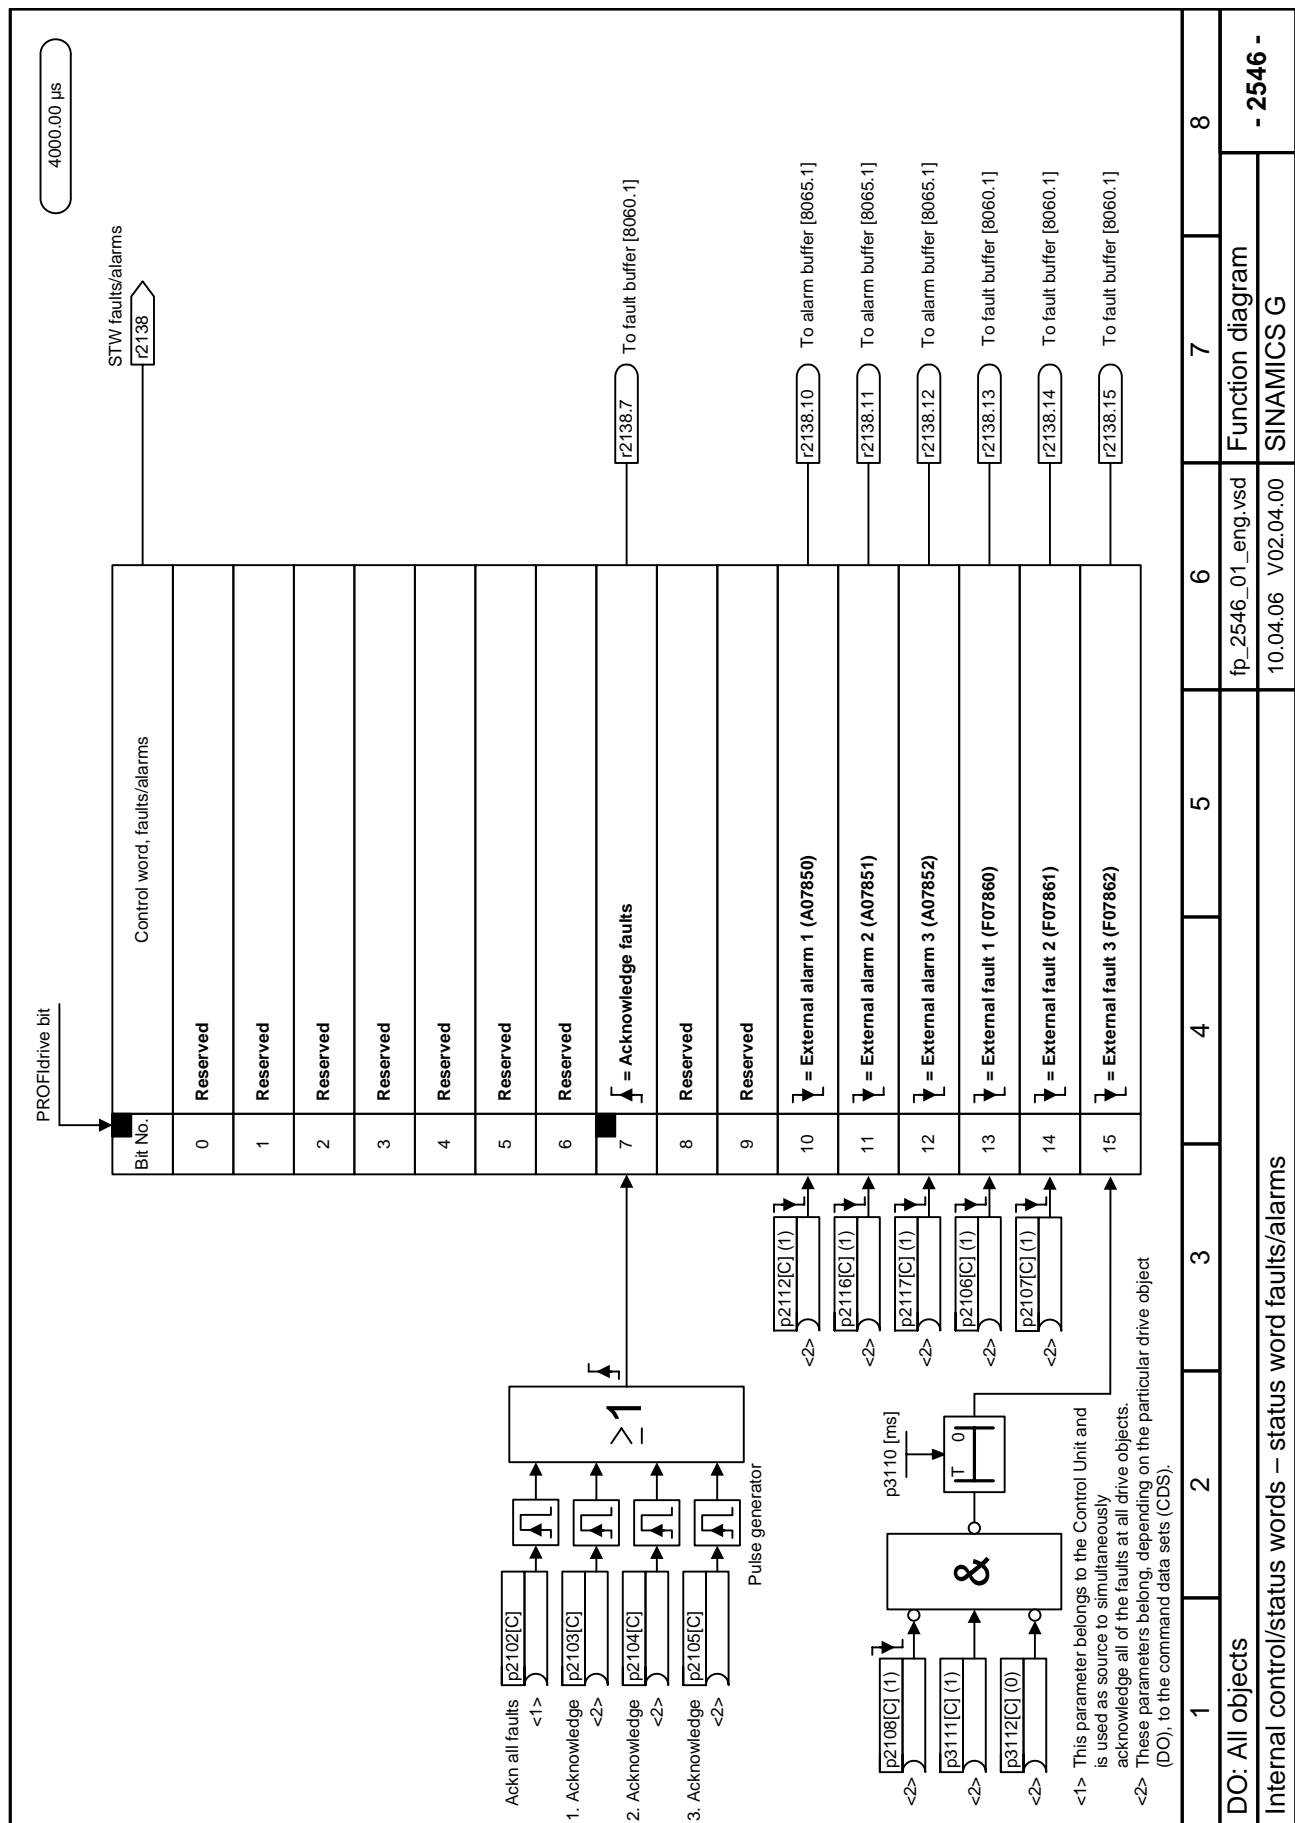 4000.00 µs
PROFIdrive bit
STW faults/alarms
r2138
Bit No.
Control word, faults/alarms
0 Reserved
1 Reserved
2 Reserved
3 Reserved
4 Reserved
5 Reserved
6 Reserved
7 = Acknowledge faults
r2138.7 To fault buffer [8060.1]
8 Reserved
9 Reserved
10 = External alarm 1 (A07850)
r2138.10 To alarm buffer [8065.1]
11 = External alarm 2 (A07851)
r2138.11 To alarm buffer [8065.1]
12 = External alarm 3 (A07852)
r2138.12 To alarm buffer [8065.1]
13 = External fault 1 (F07860)
r2138.13 To fault buffer [8060.1]
14 = External fault 2 (F07861)
r2138.14 To fault buffer [8060.1]
15 = External fault 3 (F07862)
r2138.15 To fault buffer [8060.1]
Ackn all faults
<1>
p2102[C]
1. Acknowledge
<2>
p2103[C]
2. Acknowledge
<2>
p2104[C]
3. Acknowledge
<2>
p2105[C]
Pulse generator
≥1
p2112[C] (1)
<2>
p2116[C] (1)
<2>
p2117[C] (1)
<2>
p2106[C] (1)
<2>
p2107[C] (1)
<2>
p2108[C] (1)
<2>
p3111[C] (1)
<2>
p3112[C] (0)
<2>
&
p3110 [ms]
T 0
<1> This parameter belongs to the Control Unit and
is used as source to simultaneously
acknowledge all of the faults at all drive objects.
<2> These parameters belong, depending on the particular drive object
(DO), to the command data sets (CDS).
1 2 3 4 5 6 7 8
DO: All objects
fp_2546_01_eng.vsd
Function diagram
- 2546 -
Internal control/status words – status word faults/alarms
10.04.06 V02.04.00
SINAMICS G